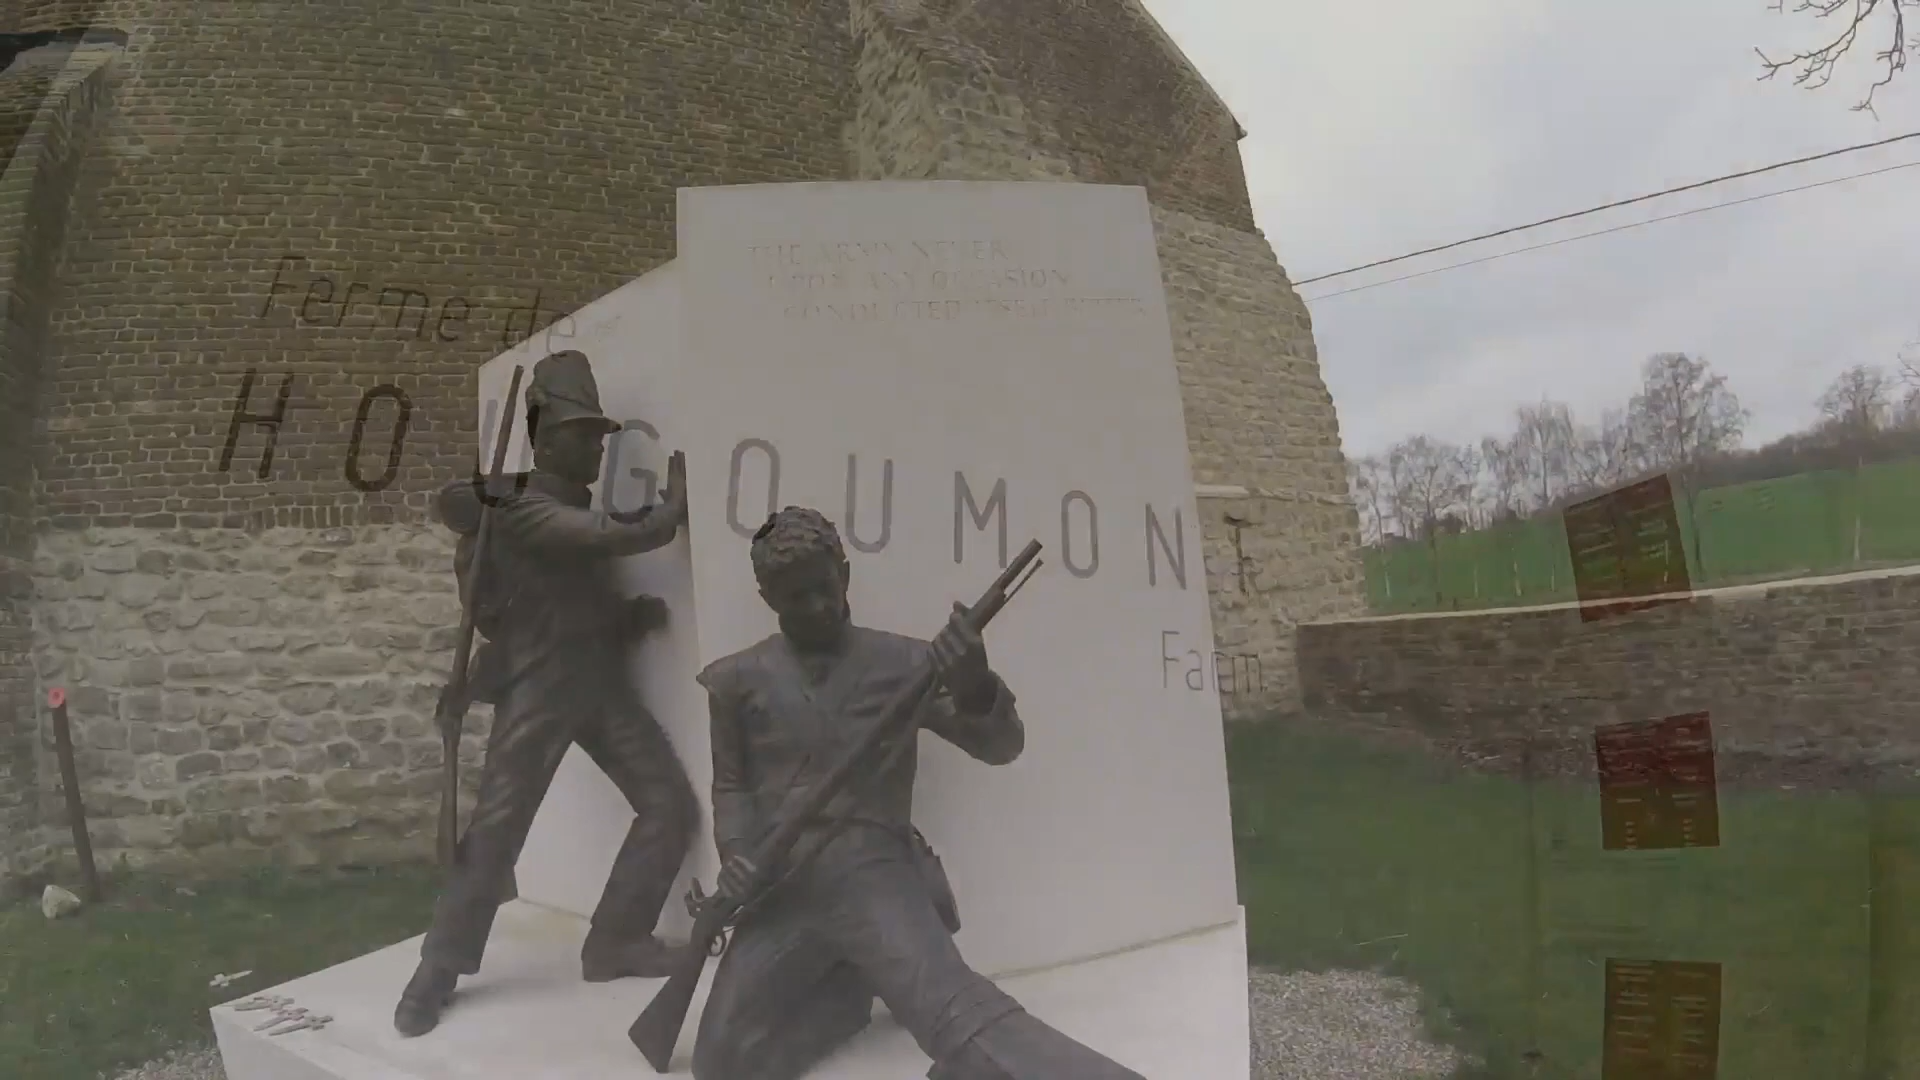 THE ARMY NEVER
UPON ANY OCCASION
CONDUCTED ITSELF BETTER
Ferme de
HOUGOUMONT
Farm